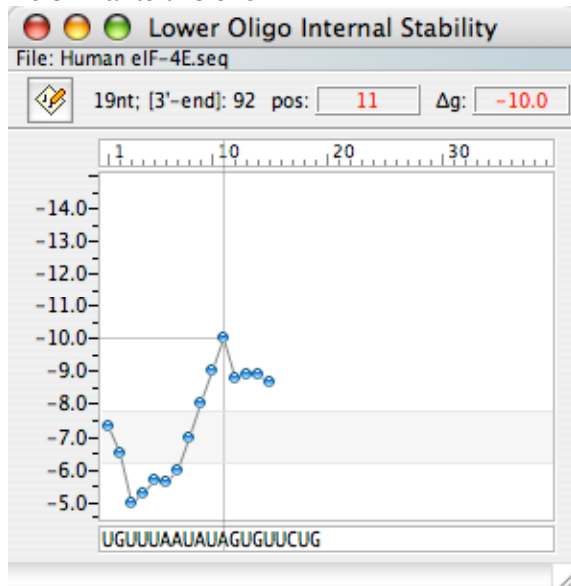 Lower Oligo Internal Stability
File: Human eIF-4E.seq
19nt; [3'-end]: 92 pos: 11 Δg: -10.0
1 10 20 30
-14.0
-13.0
-12.0
-11.0
-10.0
-9.0
-8.0
-7.0
-6.0
-5.0
UGUUUAAUAUAGUGUUCUG